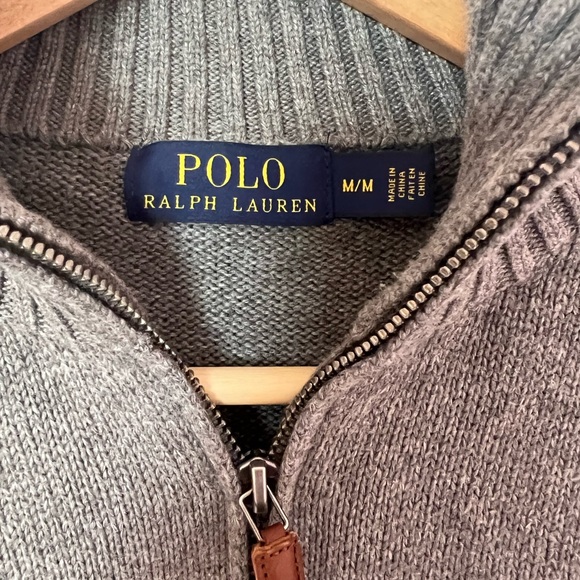 POLO
RALPH LAUREN
M/M
MADE IN
CHINA
FAIT EN
CHINE